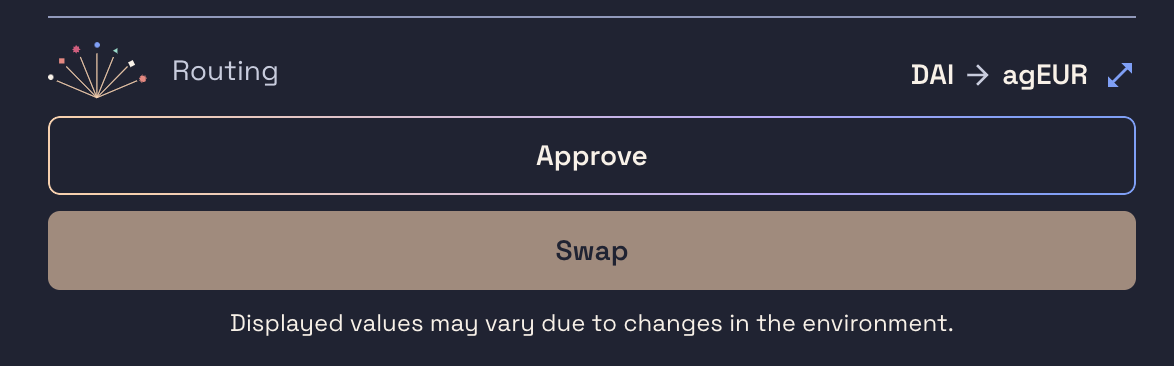 Routing DAI → agEUR
Approve
Swap
Displayed values may vary due to changes in the environment.